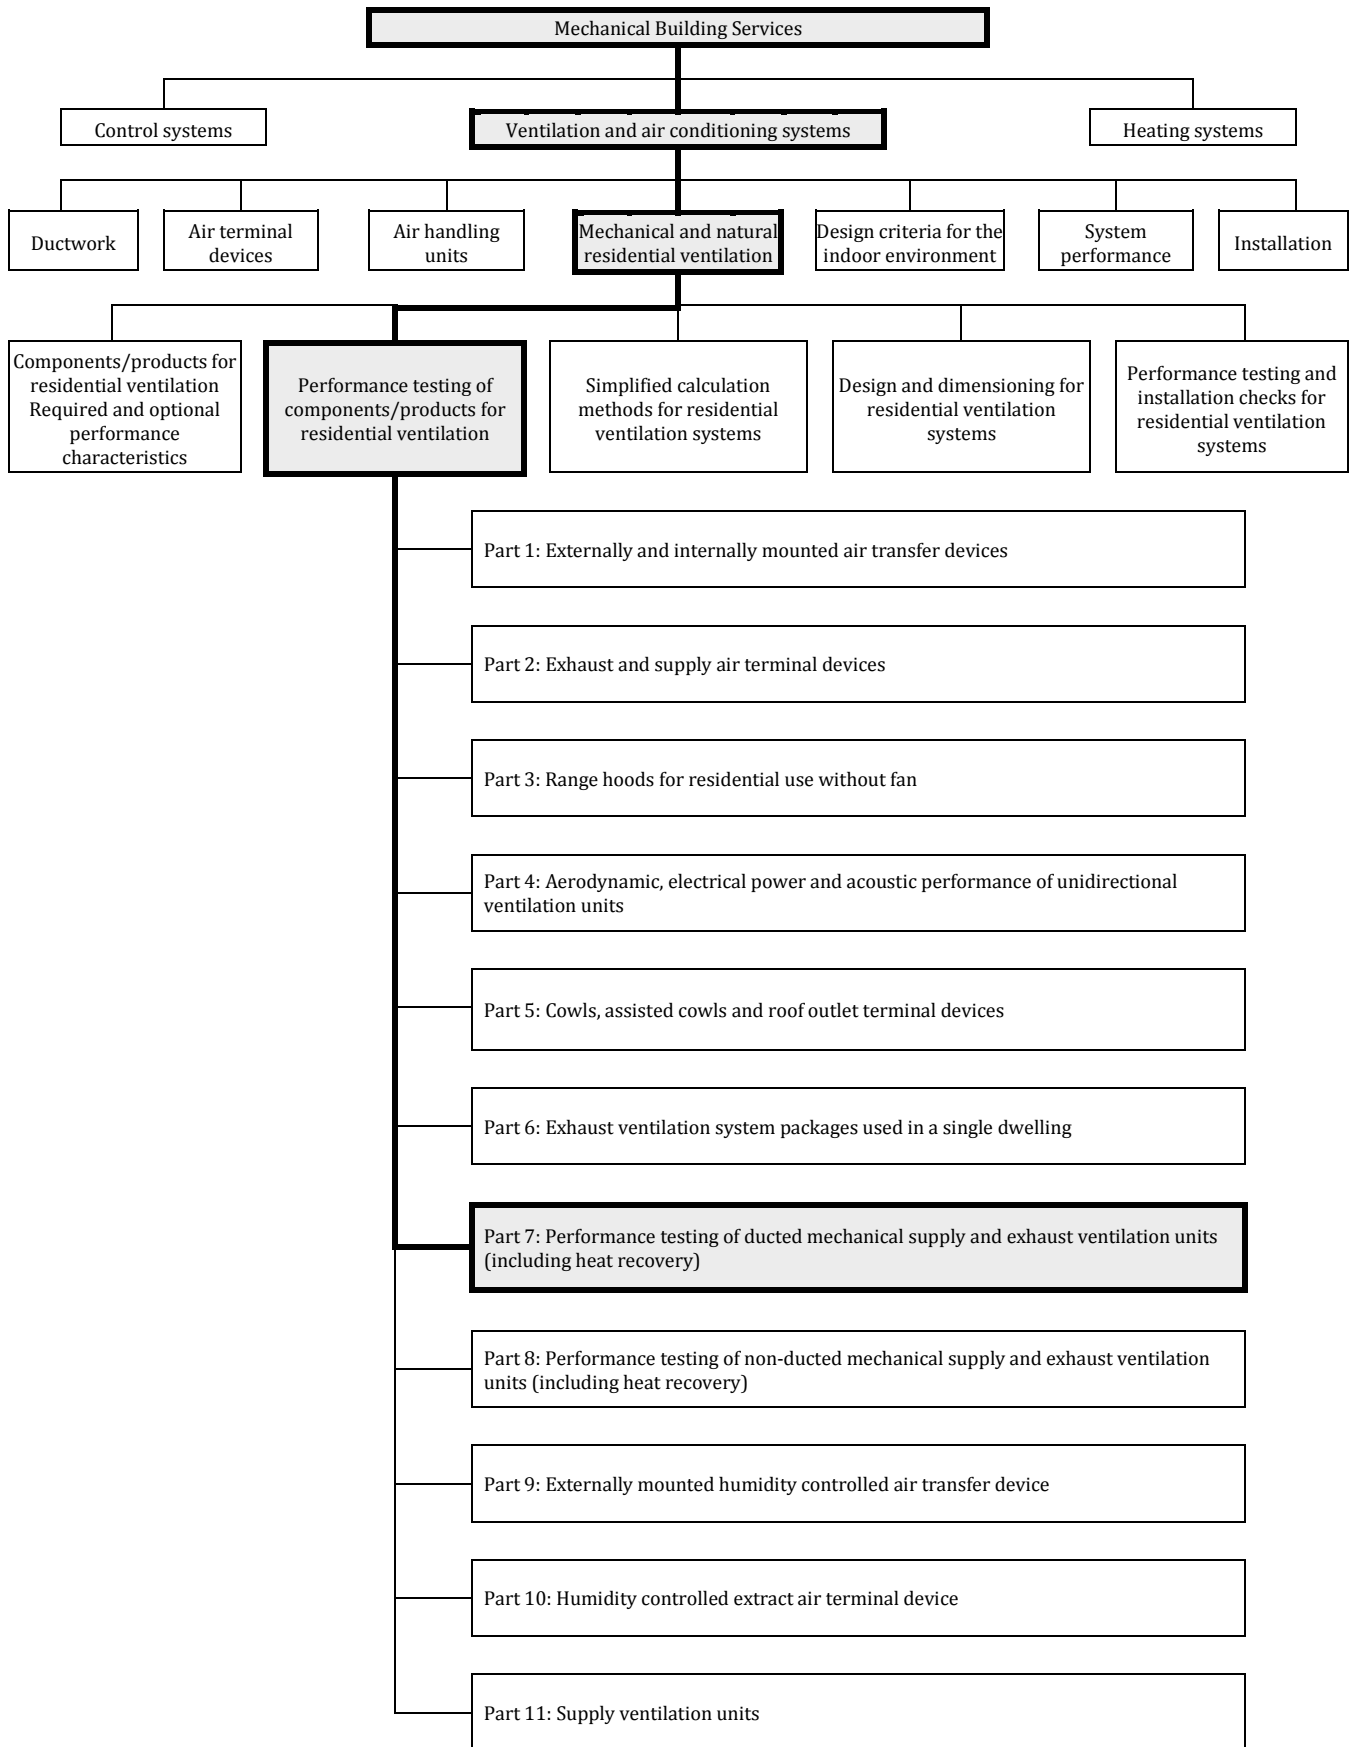 Mechanical Building Services
Control systems
Ventilation and air conditioning systems
Heating systems
Ductwork
Air terminal
devices
Air handling
units
Mechanical and natural
residential ventilation
Design criteria for the
indoor environment
System
performance
Installation
Components/products for
residential ventilation
Required and optional
performance
characteristics
Performance testing of
components/products for
residential ventilation
Simplified calculation
methods for residential
ventilation systems
Design and dimensioning for
residential ventilation
systems
Performance testing and
installation checks for
residential ventilation
systems
Part 1: Externally and internally mounted air transfer devices
Part 2: Exhaust and supply air terminal devices
Part 3: Range hoods for residential use without fan
Part 4: Aerodynamic, electrical power and acoustic performance of unidirectional
ventilation units
Part 5: Cowls, assisted cowls and roof outlet terminal devices
Part 6: Exhaust ventilation system packages used in a single dwelling
Part 7: Performance testing of ducted mechanical supply and exhaust ventilation units
(including heat recovery)
Part 8: Performance testing of non-ducted mechanical supply and exhaust ventilation
units (including heat recovery)
Part 9: Externally mounted humidity controlled air transfer device
Part 10: Humidity controlled extract air terminal device
Part 11: Supply ventilation units